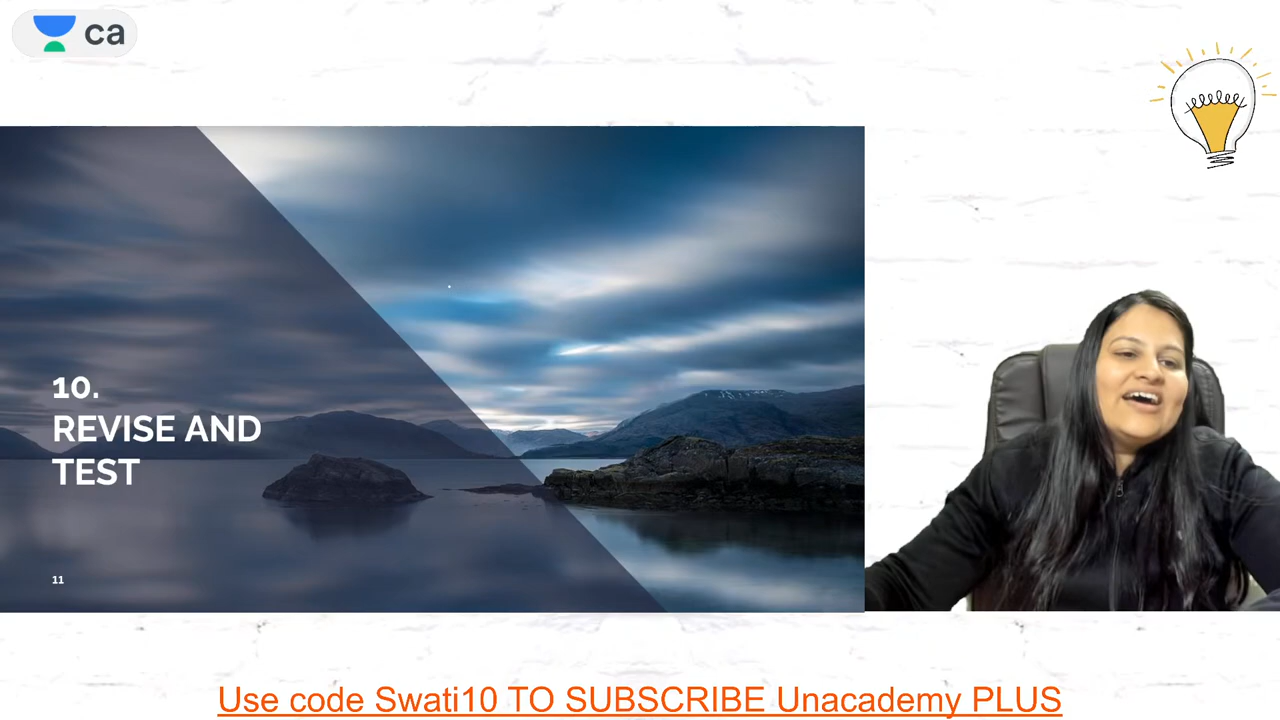 ca
10.
REVISE AND
TEST
11
Use code Swati10 TO SUBSCRIBE Unacademy PLUS